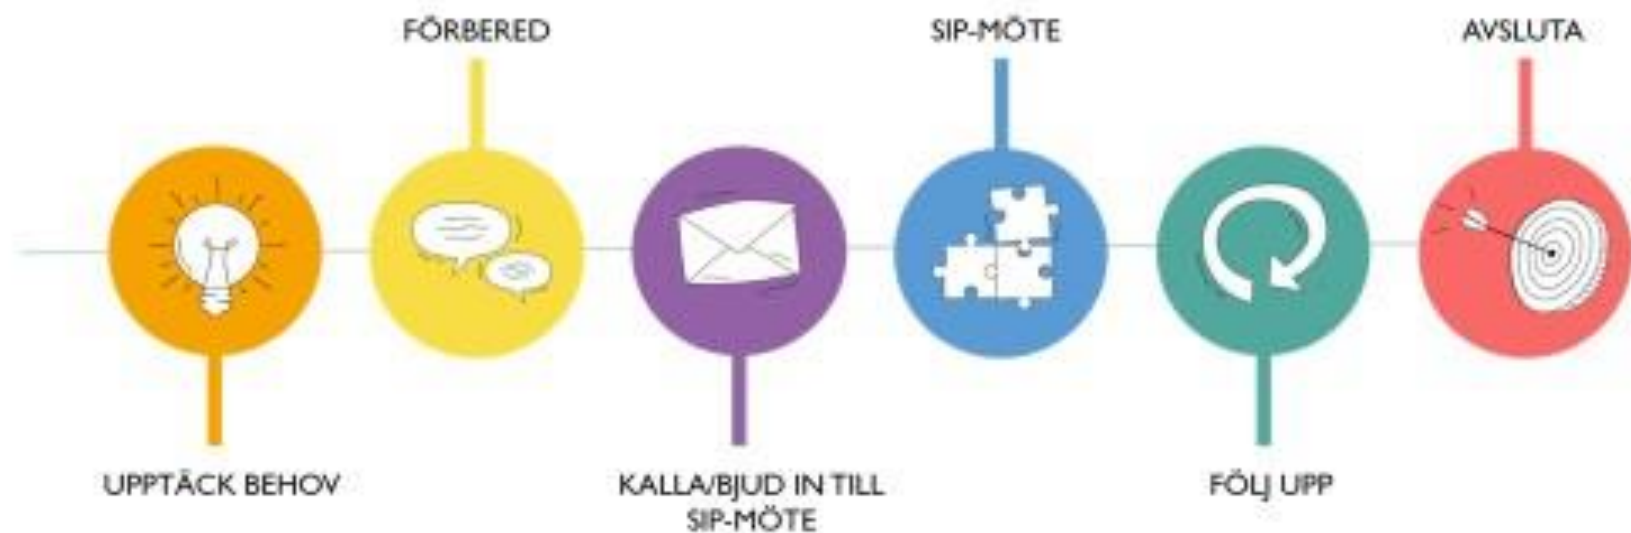 FÖRBERED
SIP-MÖTE
AVSLUTA
UPPTÄCK BEHOV
KALLA/BJUD IN TILL
SIP-MÖTE
FÖLJ UPP